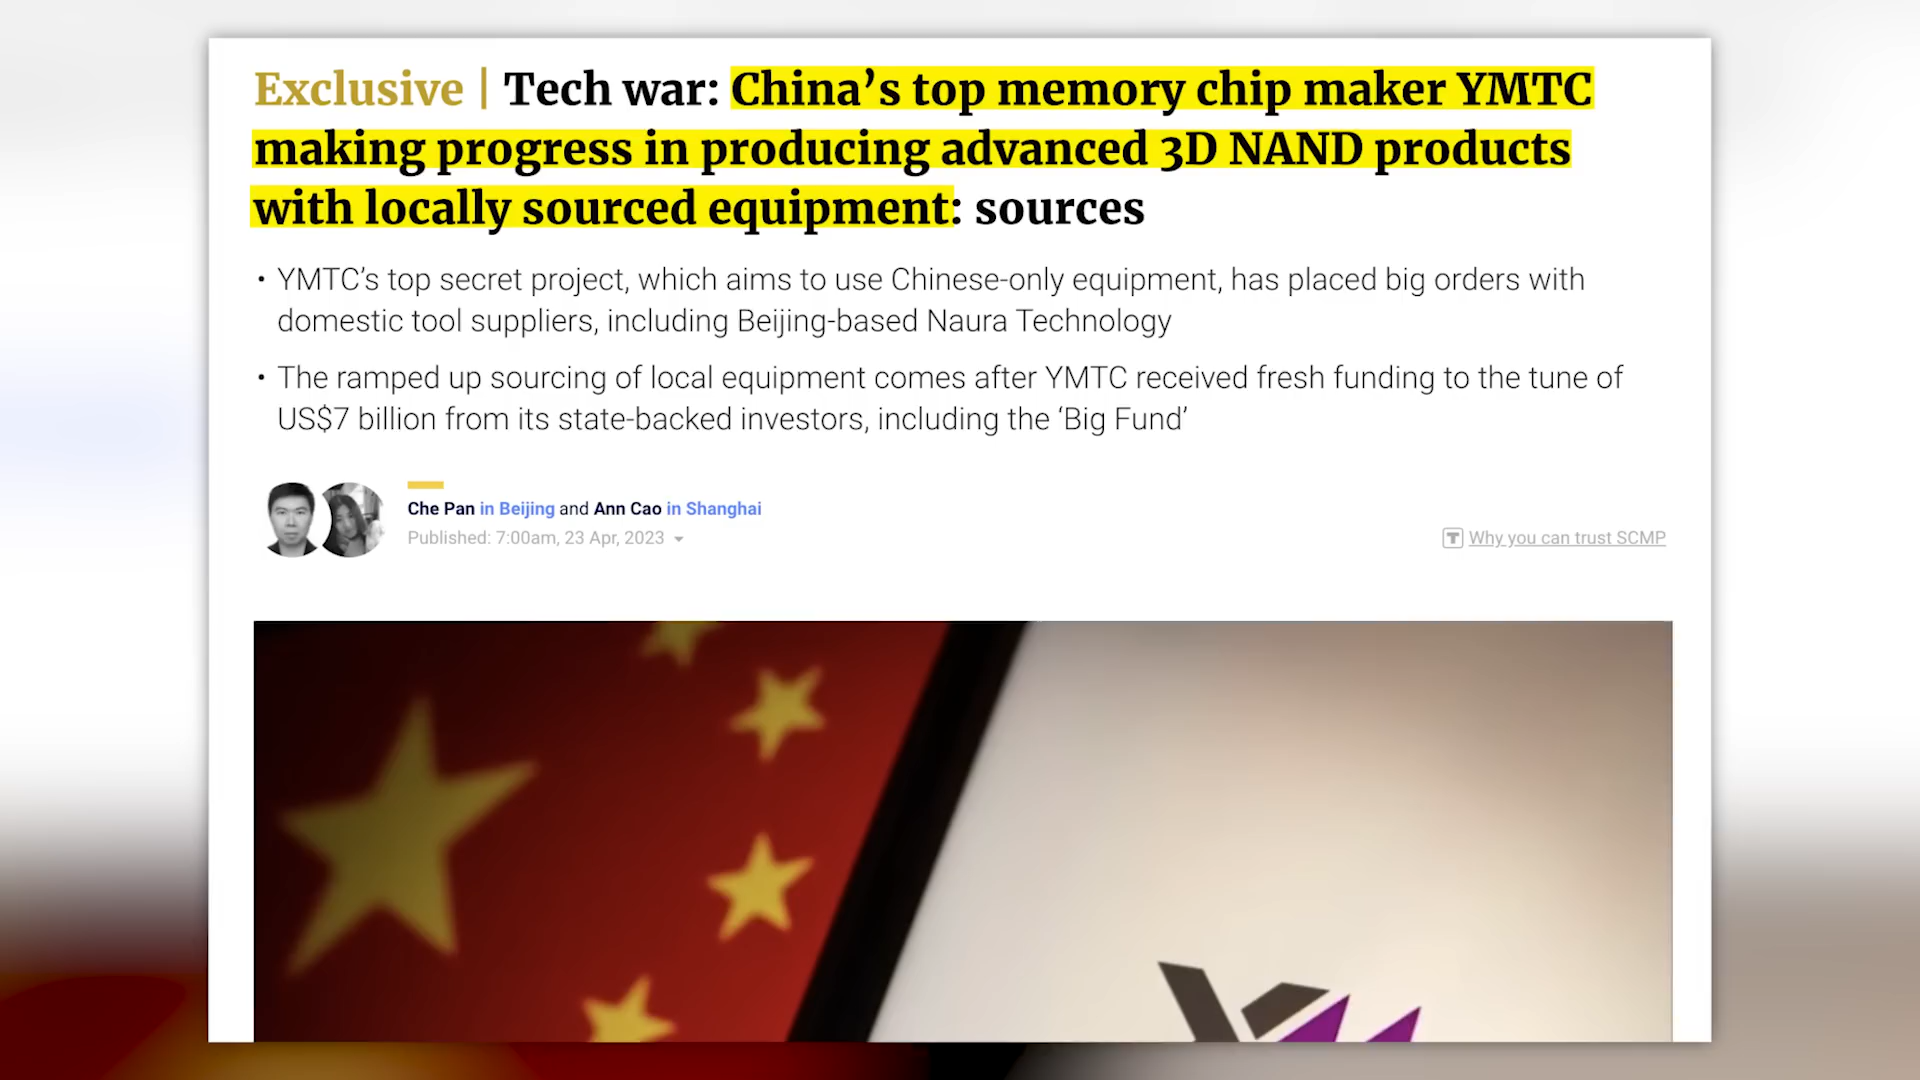 Exclusive | Tech war: China’s top memory chip maker YMTC
making progress in producing advanced 3D NAND products
with locally sourced equipment: sources
• YMTC’s top secret project, which aims to use Chinese-only equipment, has placed big orders with
domestic tool suppliers, including Beijing-based Naura Technology
• The ramped up sourcing of local equipment comes after YMTC received fresh funding to the tune of
US$7 billion from its state-backed investors, including the ‘Big Fund’
Che Pan in Beijing and Ann Cao in Shanghai
Published: 7:00am, 23 Apr, 2023
T Why you can trust SCMP